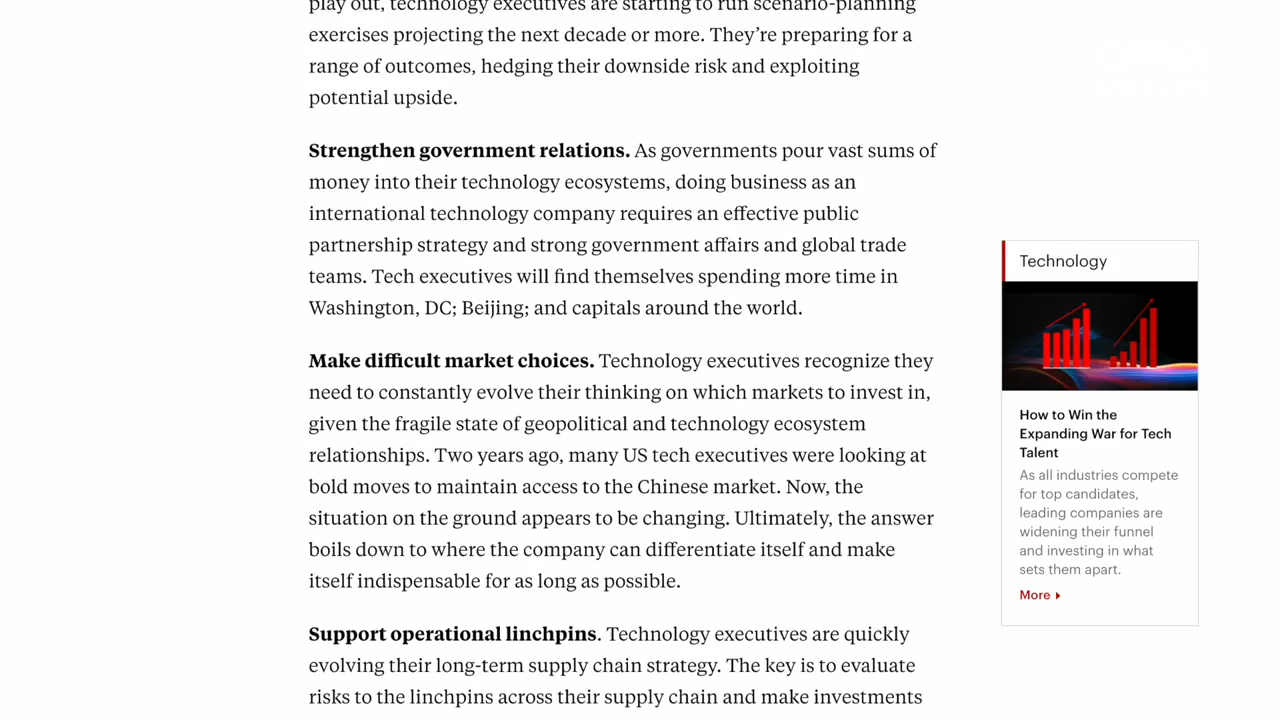 play out, technology executives are starting to run scenario-planning
exercises projecting the next decade or more. They’re preparing for a
range of outcomes, hedging their downside risk and exploiting
potential upside.
Strengthen government relations. As governments pour vast sums of
money into their technology ecosystems, doing business as an
international technology company requires an effective public
partnership strategy and strong government affairs and global trade
teams. Tech executives will find themselves spending more time in
Washington, DC; Beijing; and capitals around the world.
Make difficult market choices. Technology executives recognize they
need to constantly evolve their thinking on which markets to invest in,
given the fragile state of geopolitical and technology ecosystem
relationships. Two years ago, many US tech executives were looking at
bold moves to maintain access to the Chinese market. Now, the
situation on the ground appears to be changing. Ultimately, the answer
boils down to where the company can differentiate itself and make
itself indispensable for as long as possible.
Support operational linchpins. Technology executives are quickly
evolving their long-term supply chain strategy. The key is to evaluate
risks to the linchpins across their supply chain and make investments
Technology
How to Win the
Expanding War for Tech
Talent
As all industries compete
for top candidates,
leading companies are
widening their funnel
and investing in what
sets them apart.
More